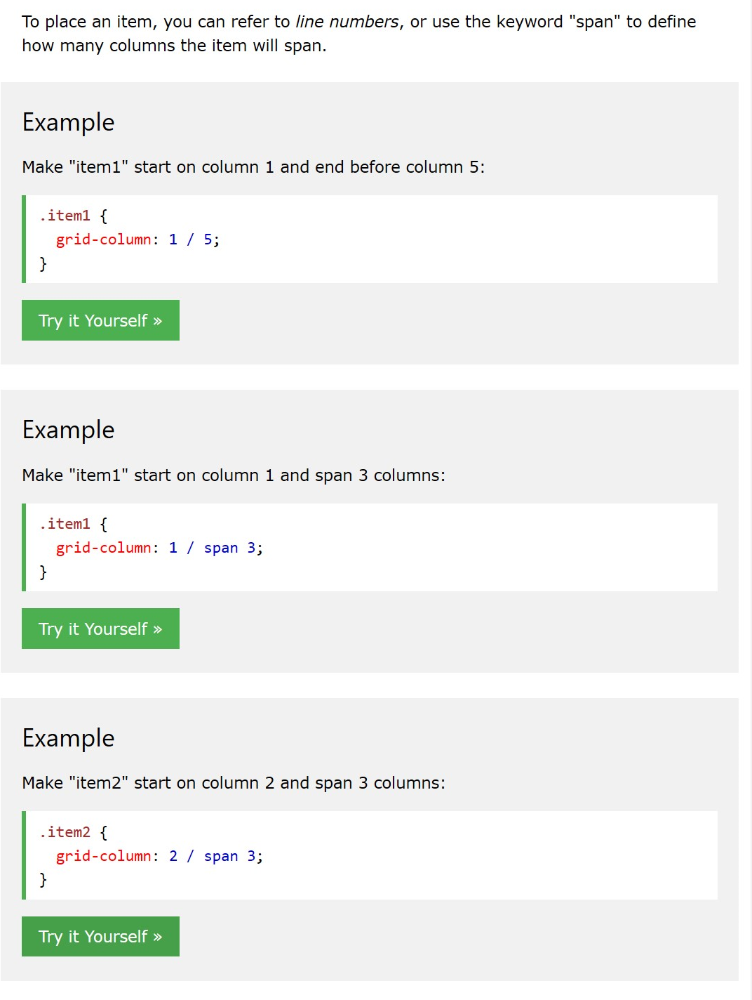 To place an item, you can refer to line numbers, or use the keyword "span" to define
how many columns the item will span.
Example
Make "item1" start on column 1 and end before column 5:
.item1 {
  grid-column: 1 / 5;
}
Try it Yourself »
Example
Make "item1" start on column 1 and span 3 columns:
.item1 {
  grid-column: 1 / span 3;
}
Try it Yourself »
Example
Make "item2" start on column 2 and span 3 columns:
.item2 {
  grid-column: 2 / span 3;
}
Try it Yourself »